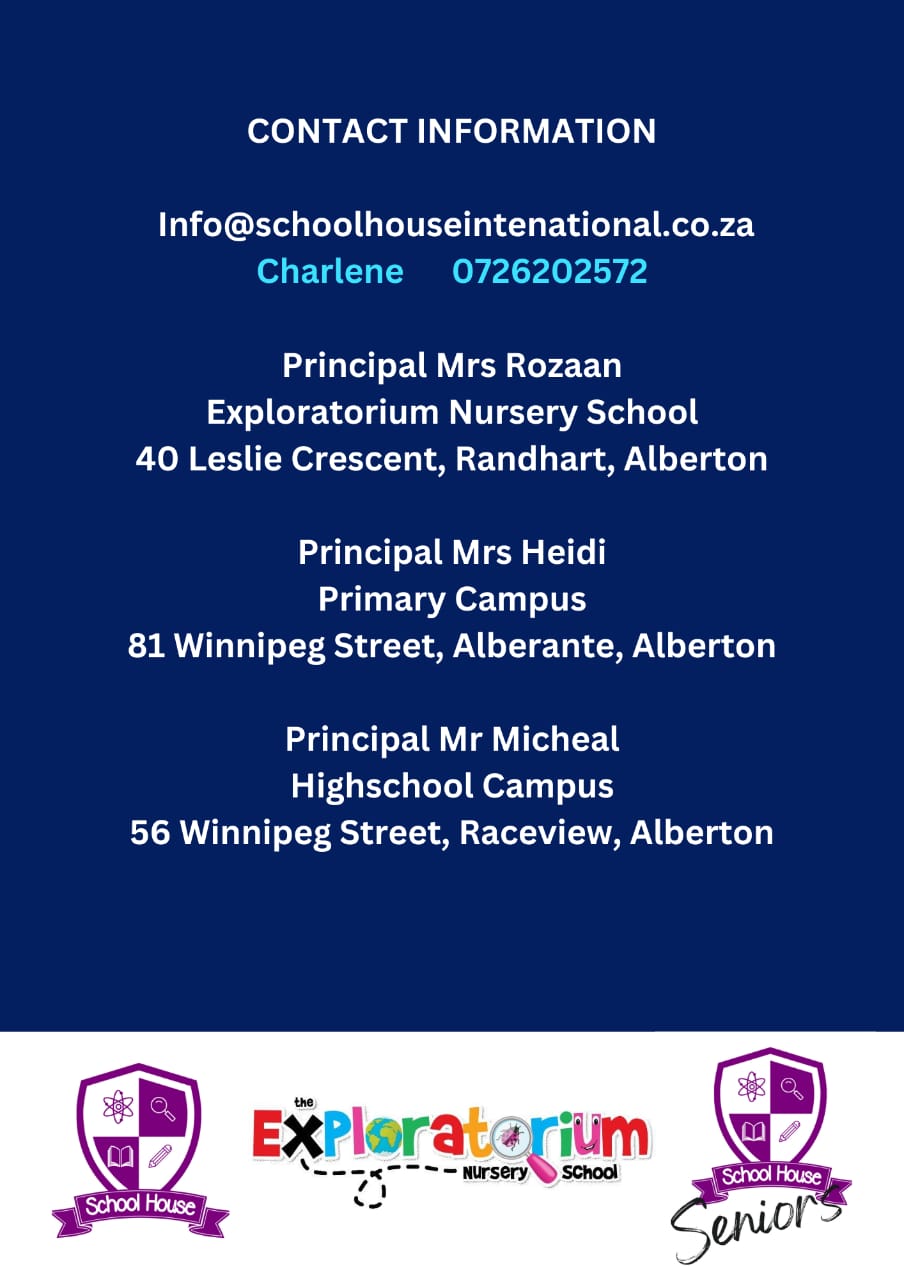 CONTACT INFORMATION
Info@schoolhouseintenational.co.za
Charlene 0726202572
Principal Mrs Rozaan
Exploratorium Nursery School
40 Leslie Crescent, Randhart, Alberton
Principal Mrs Heidi
Primary Campus
81 Winnipeg Street, Alberante, Alberton
Principal Mr Micheal
Highschool Campus
56 Winnipeg Street, Raceview, Alberton
School House
the
Exploratorium
Nursery School
School House
Seniors